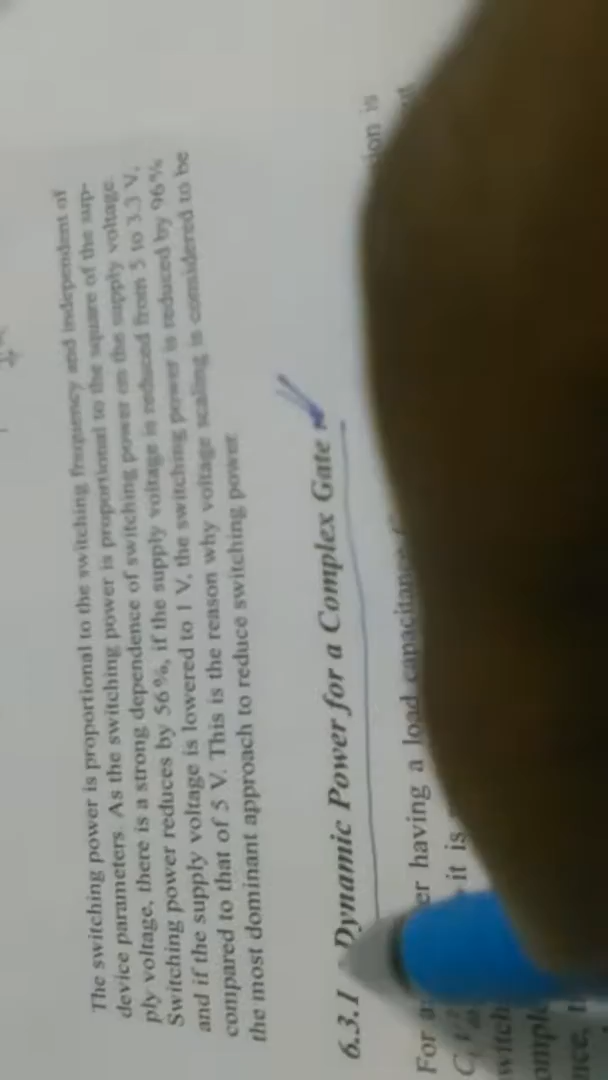 The switching power is proportional to the switching frequency and independent of
device parameters. As the switching power is proportional to the square of the sup-
ply voltage, there is a strong dependence of switching power on the supply voltage.
Switching power reduces by 56%, if the supply voltage is reduced from 5 to 3.3 V,
and if the supply voltage is lowered to 1 V, the switching power is reduced by 96%
compared to that of 5 V. This is the reason why voltage scaling is considered to be
the most dominant approach to reduce switching power
6.3.1 Dynamic Power for a Complex Gate
For having a load capacitance
it is